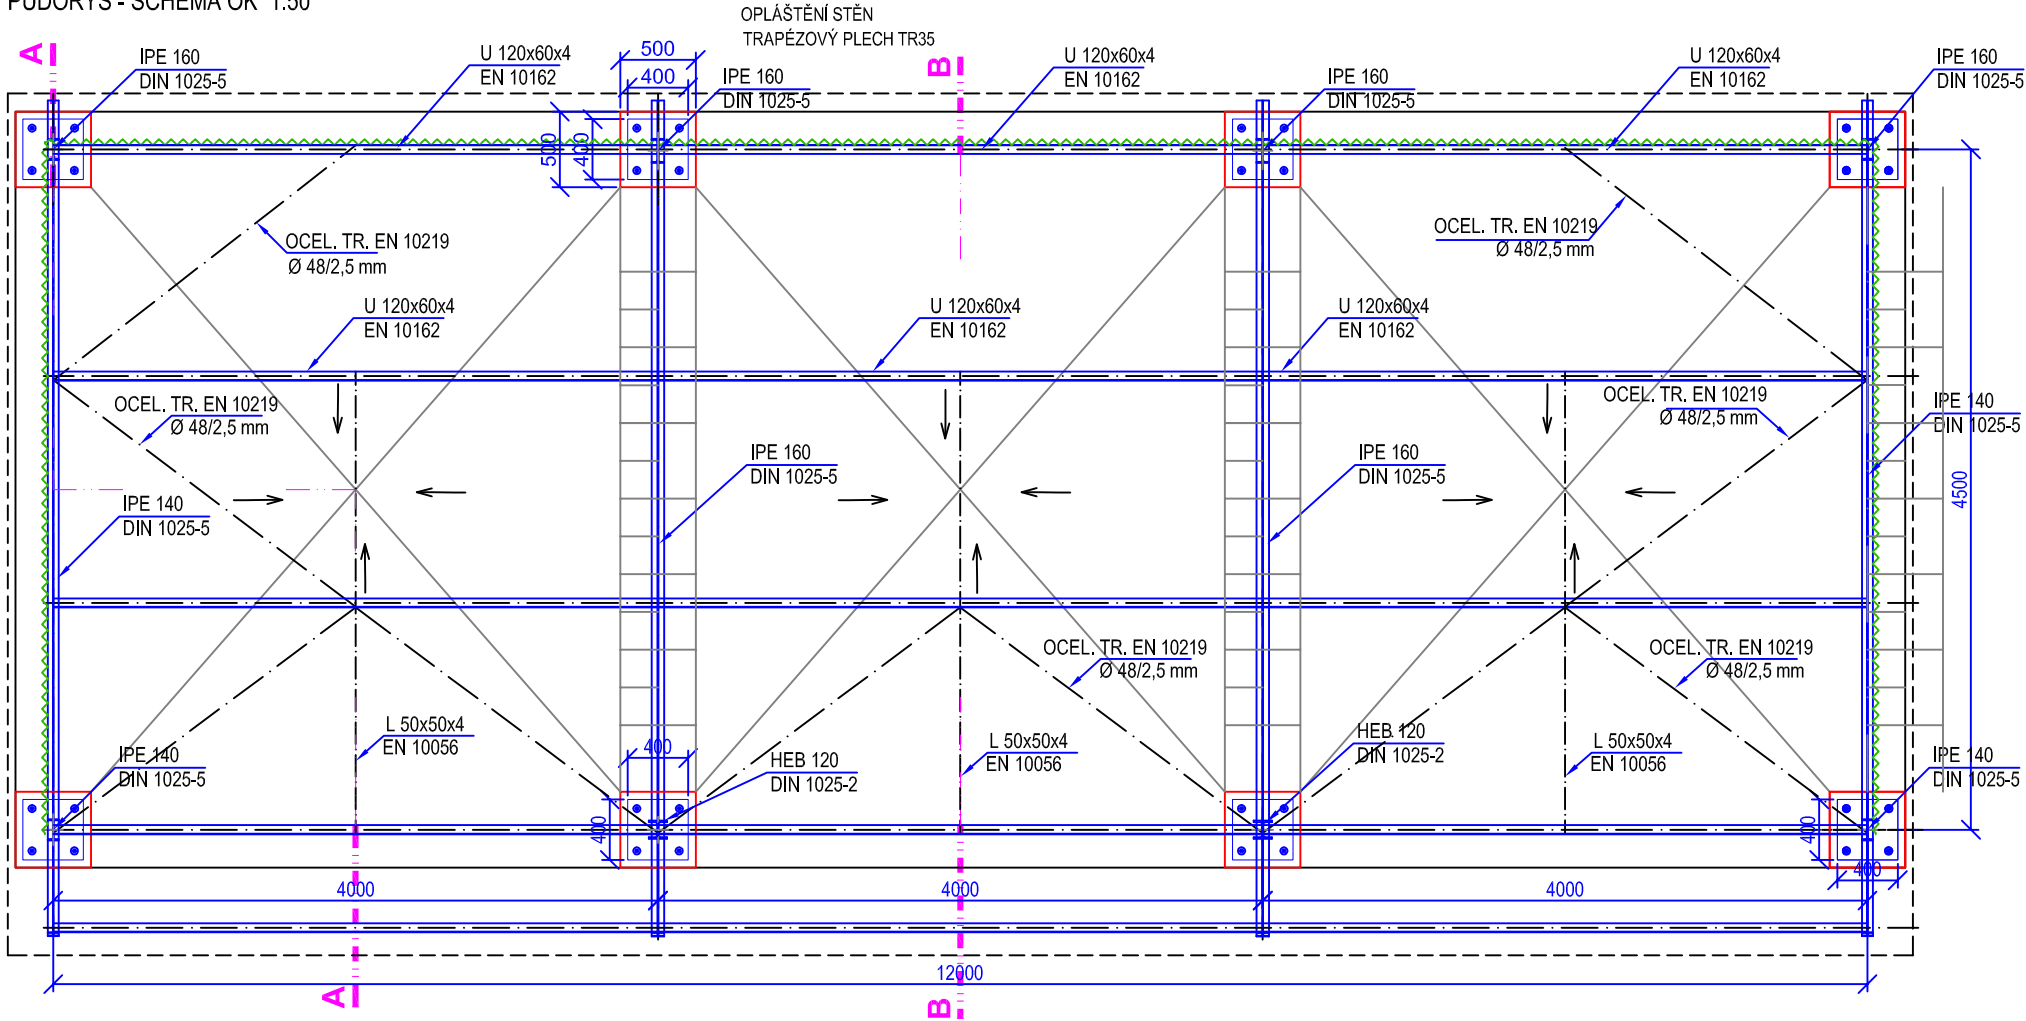 PŮDORYS - SCHÉMA OK 1:50
OPLÁŠTĚNÍ STĚN
TRAPÉZOVÝ PLECH TR35
A
IPE 160
DIN 1025-5
U 120x60x4
EN 10162
500
400
IPE 160
DIN 1025-5
B
U 120x60x4
EN 10162
IPE 160
DIN 1025-5
U 120x60x4
EN 10162
IPE 160
DIN 1025-5
500
400
OCEL. TR. EN 10219
Ø 48/2,5 mm
OCEL. TR. EN 10219
Ø 48/2,5 mm
U 120x60x4
EN 10162
U 120x60x4
EN 10162
U 120x60x4
EN 10162
OCEL. TR. EN 10219
Ø 48/2,5 mm
OCEL. TR. EN 10219
Ø 48/2,5 mm
IPE 140
DIN 1025-5
IPE 160
DIN 1025-5
IPE 160
DIN 1025-5
4500
IPE 140
DIN 1025-5
OCEL. TR. EN 10219
Ø 48/2,5 mm
OCEL. TR. EN 10219
Ø 48/2,5 mm
L 50x50x4
EN 10056
400
HEB 120
DIN 1025-2
L 50x50x4
EN 10056
HEB 120
DIN 1025-2
L 50x50x4
EN 10056
IPE 140
DIN 1025-5
IPE 140
DIN 1025-5
400
400
400
4000
4000
4000
12000
A
B